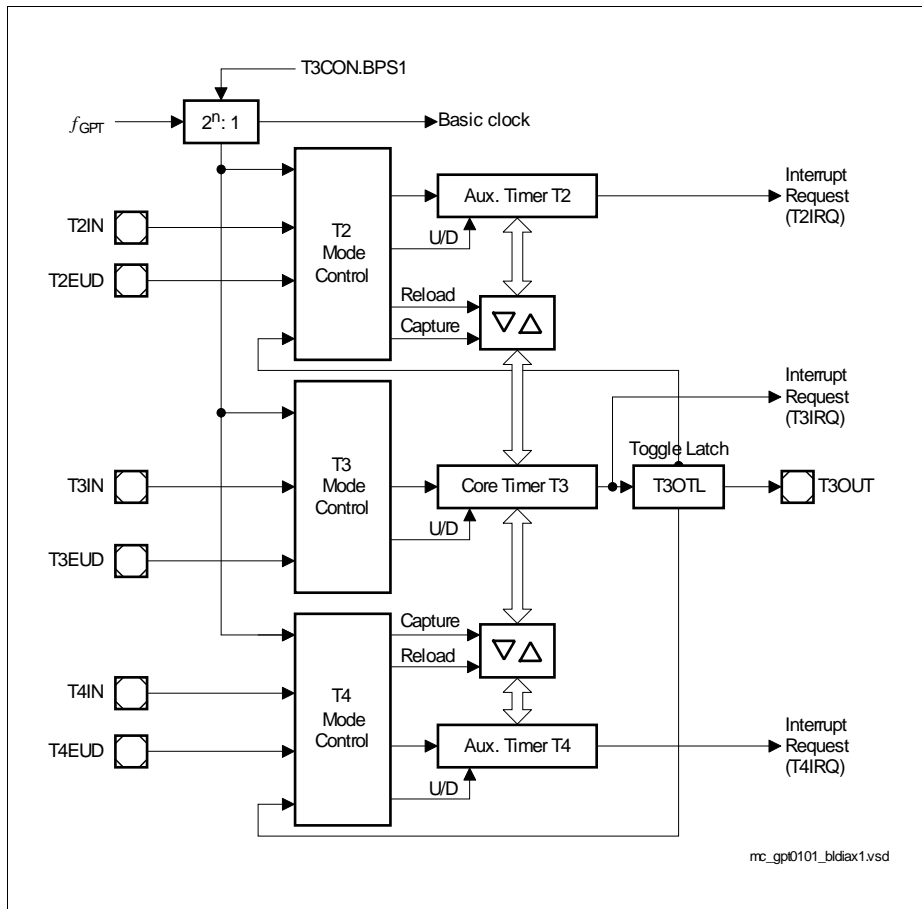 T3CON.BPS1
fGPT
2n: 1
Basic clock
Interrupt
Request
(T2IRQ)
Aux. Timer T2
T2IN
T2
Mode
Control
U/D
T2EUD
Reload
Capture
Interrupt
Request
(T3IRQ)
Toggle Latch
T3IN
T3
Mode
Control
Core Timer T3
T3OTL
T3OUT
U/D
T3EUD
Capture
Reload
T4IN
T4
Mode
Control
T4EUD
Aux. Timer T4
Interrupt
Request
(T4IRQ)
U/D
mc_gpt0101_bldiax1.vsd